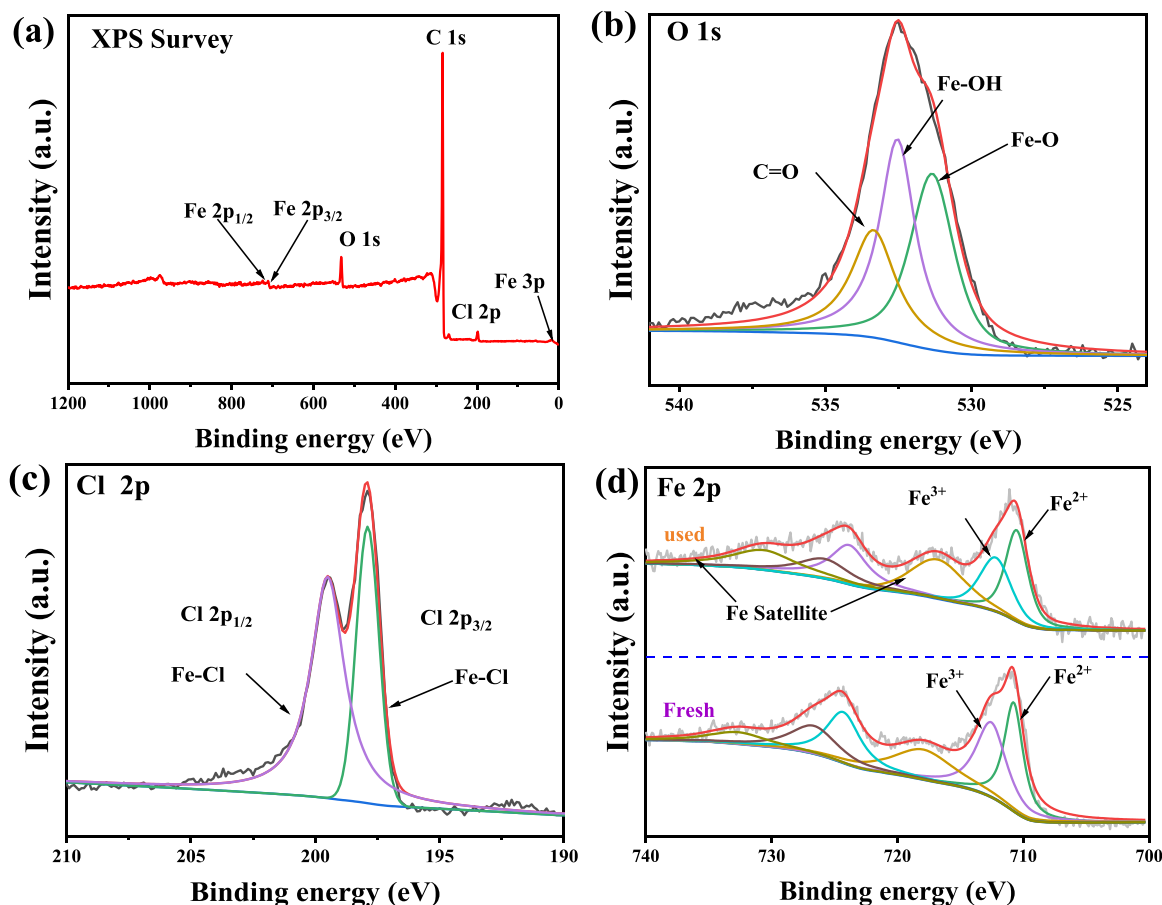 (a)
XPS Survey
C 1s
Fe 2p1/2
Fe 2p3/2
O 1s
Cl 2p
Fe 3p
Intensity (a.u.)
1200 1000 800 600 400 200 0
Binding energy (eV)
(b)
O 1s
Fe-OH
Fe-O
C=O
Intensity (a.u.)
540 535 530 525
Binding energy (eV)
(c)
Cl 2p
Cl 2p1/2
Cl 2p3/2
Fe-Cl
Fe-Cl
Intensity (a.u.)
210 205 200 195 190
Binding energy (eV)
(d)
Fe 2p
Fe3+
Fe2+
used
Fe Satellite
Fe3+
Fe2+
Fresh
Intensity (a.u.)
740 730 720 710 700
Binding energy (eV)